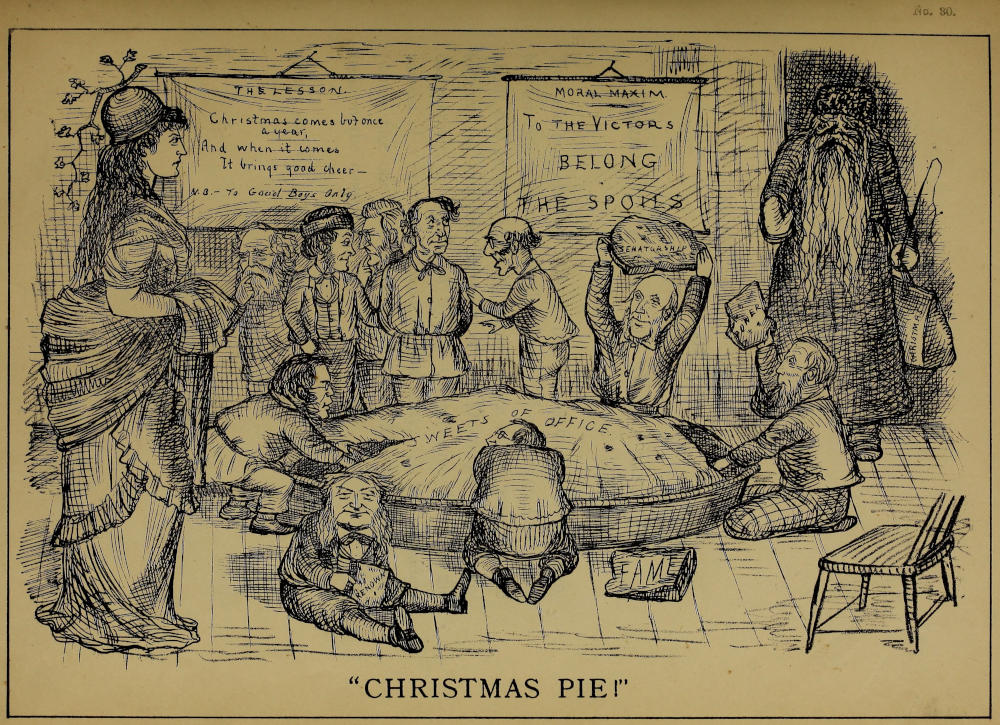 No. 30.
THE LESSON.
Christmas comes but once
a year,
And when it comes
It brings good cheer—
N.B.- To Good Boys Only
MORAL MAXIM
TO THE VICTORS
BELONG
THE SPOILS
SENATORSHIP
CHRISTMAS
SWEETS OF OFFICE
FAME
"CHRISTMAS PIE!"